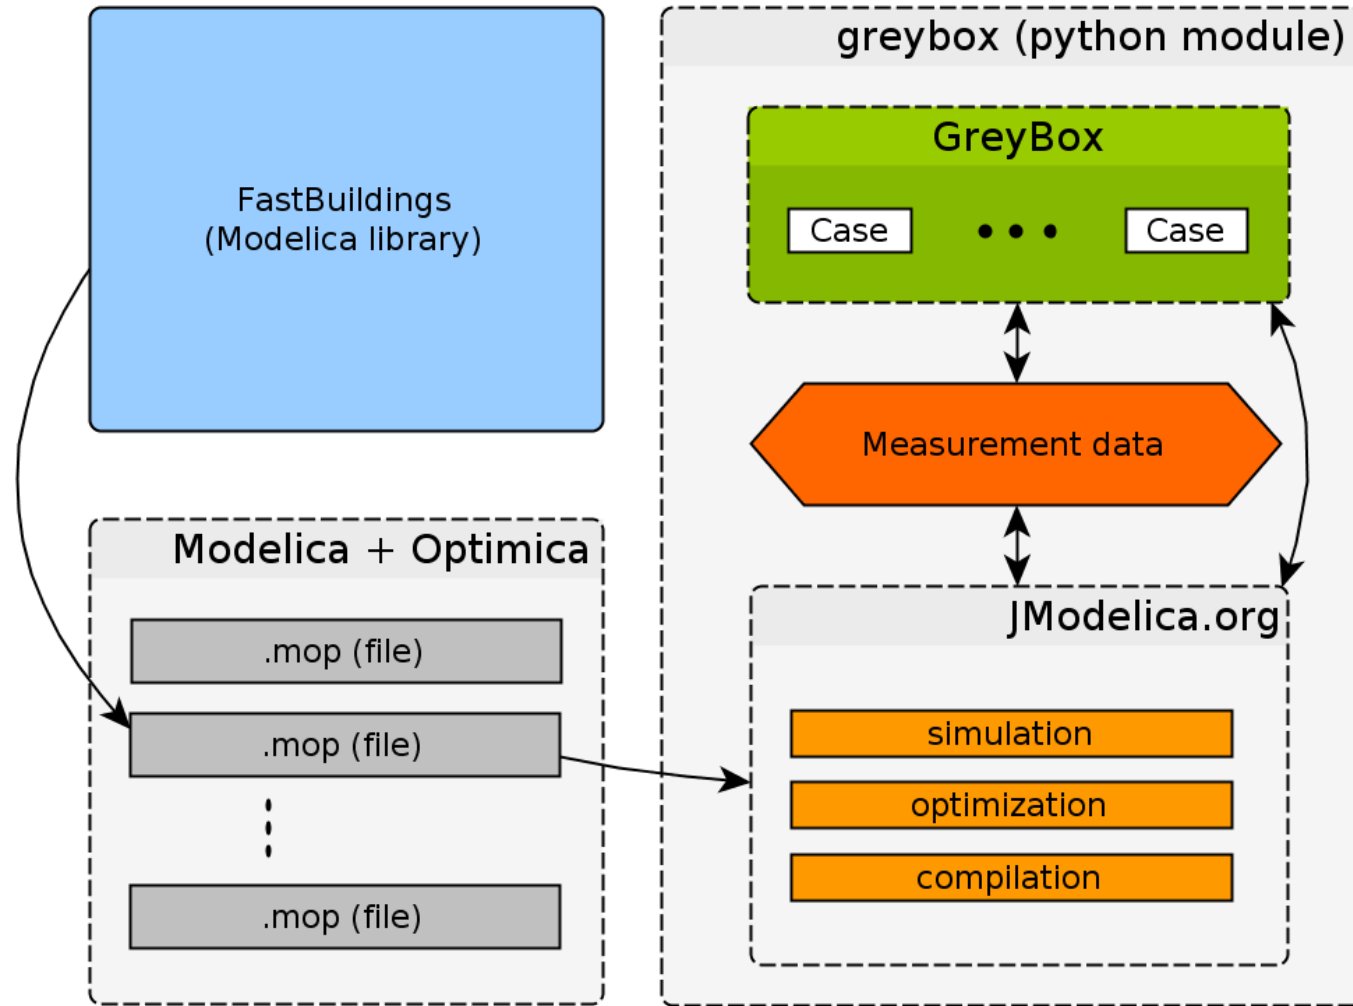 FastBuildings
(Modelica library)
Modelica + Optimica
.mop (file)
.mop (file)
.mop (file)
greybox (python module)
GreyBox
Case
Case
Measurement data
JModelica.org
simulation
optimization
compilation